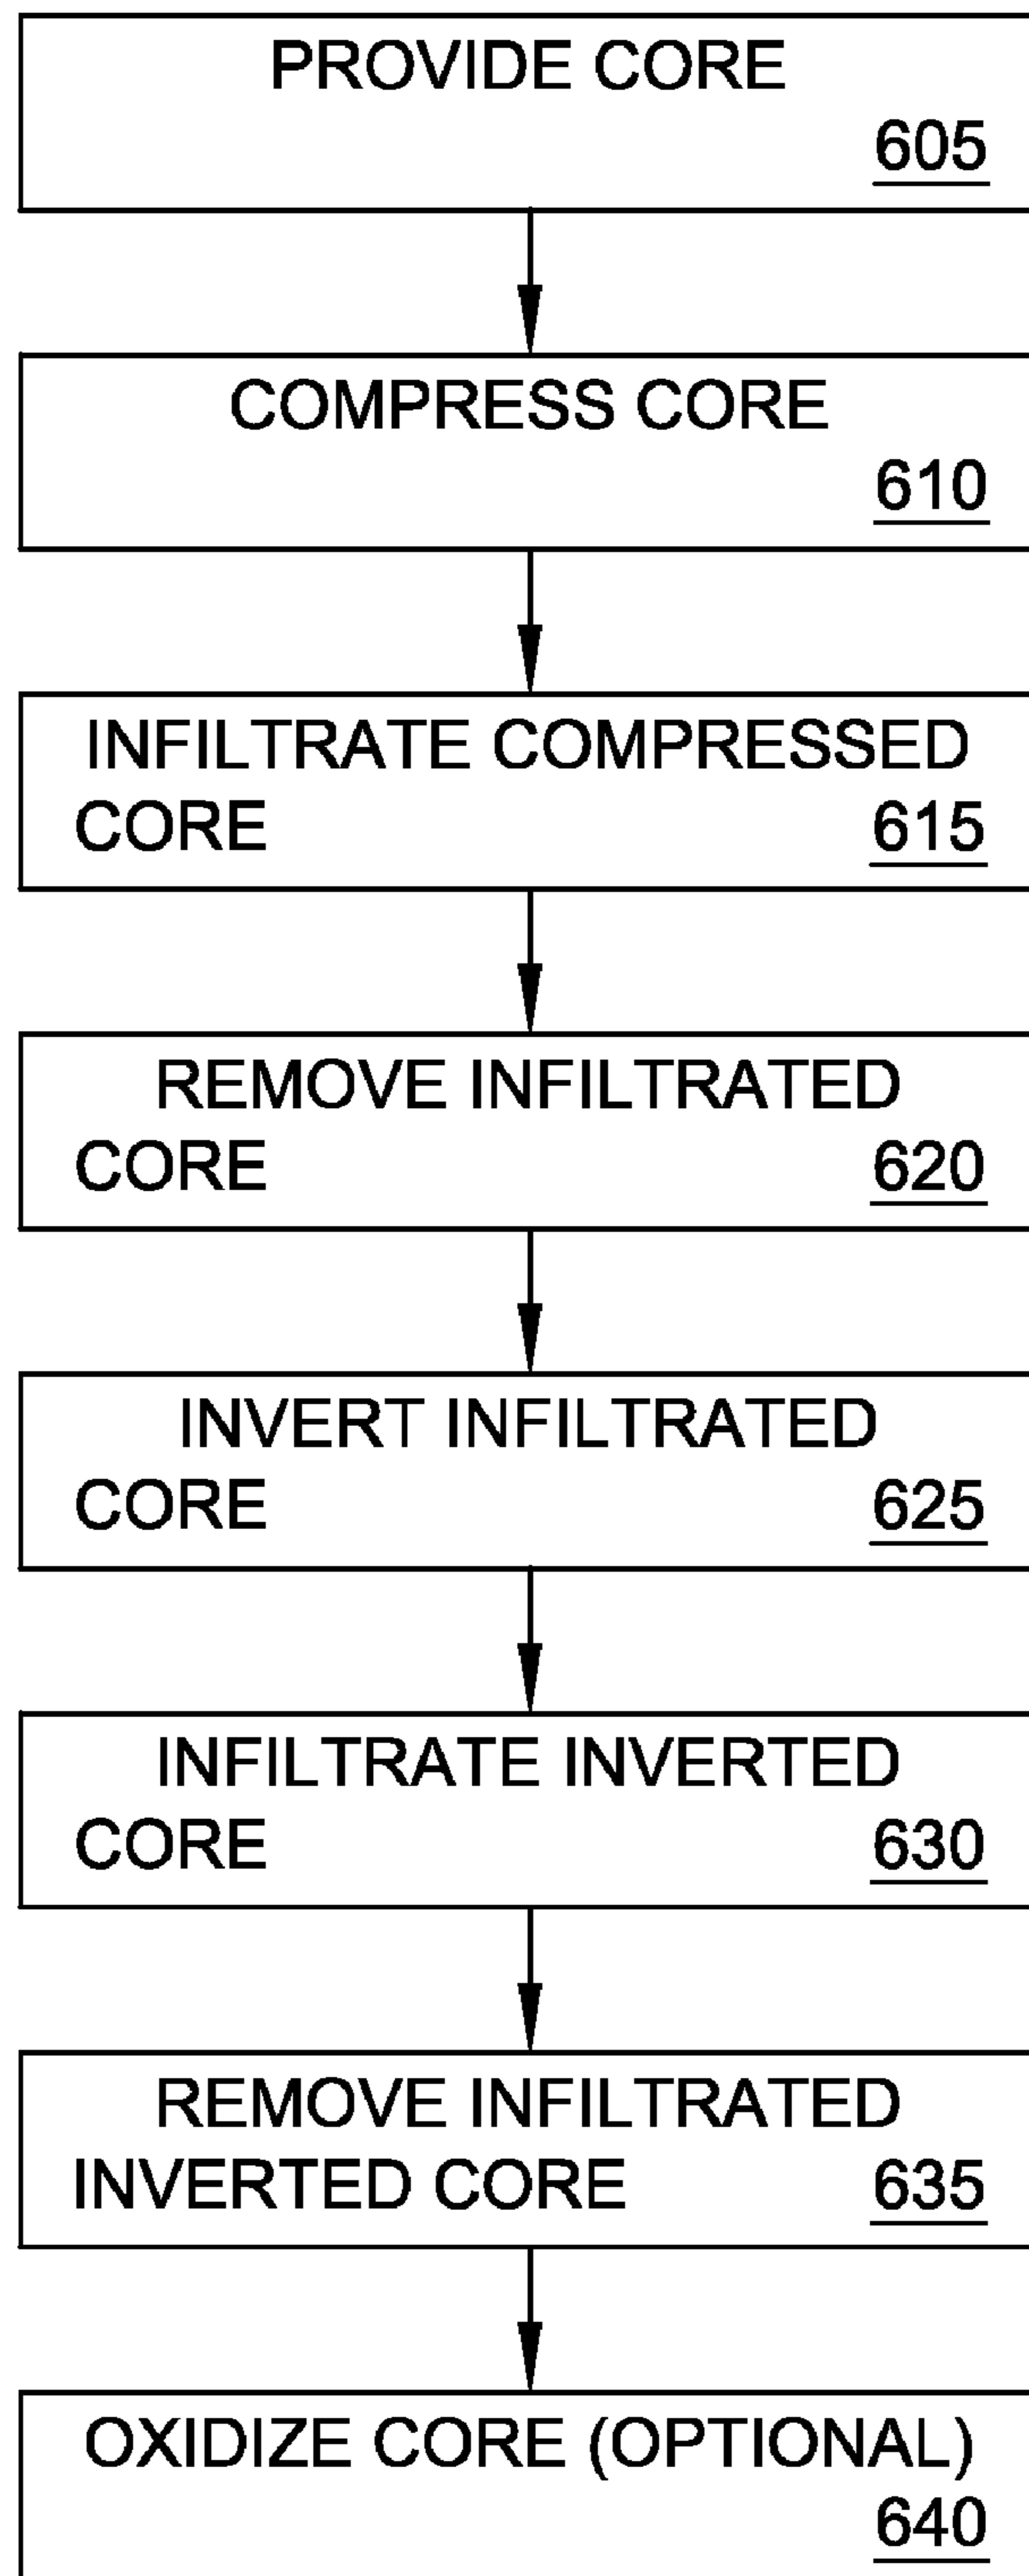 PROVIDE CORE
605
COMPRESS CORE
610
INFILTRATE COMPRESSED
CORE 615
REMOVE INFILTRATED
CORE 620
INVERT INFILTRATED
CORE 625
INFILTRATE INVERTED
CORE 630
REMOVE INFILTRATED
INVERTED CORE 635
OXIDIZE CORE (OPTIONAL)
640